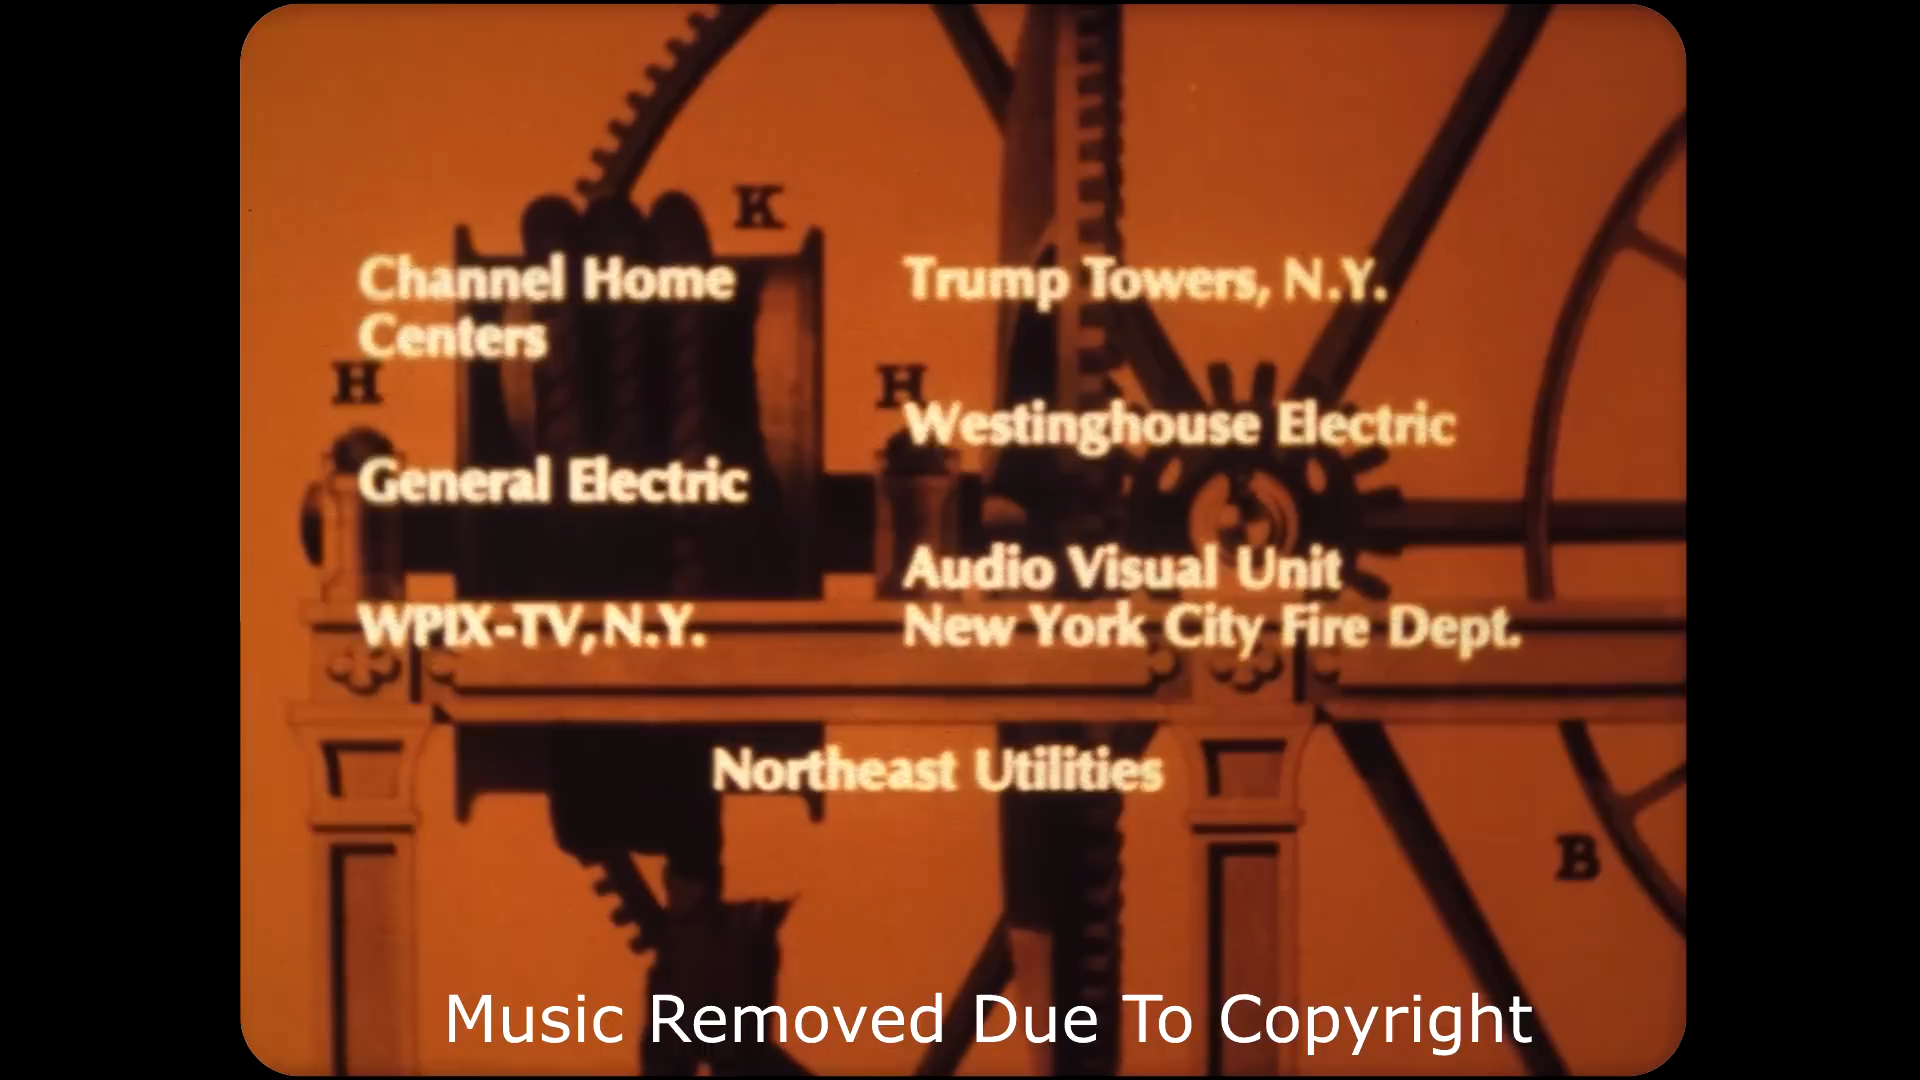 K
Channel Home
Centers
Trump Towers, N.Y.
H
H
Westinghouse Electric
General Electric
Audio Visual Unit
WPIX-TV, N.Y.
New York City Fire Dept.
Northeast Utilities
B
Music Removed Due To Copyright